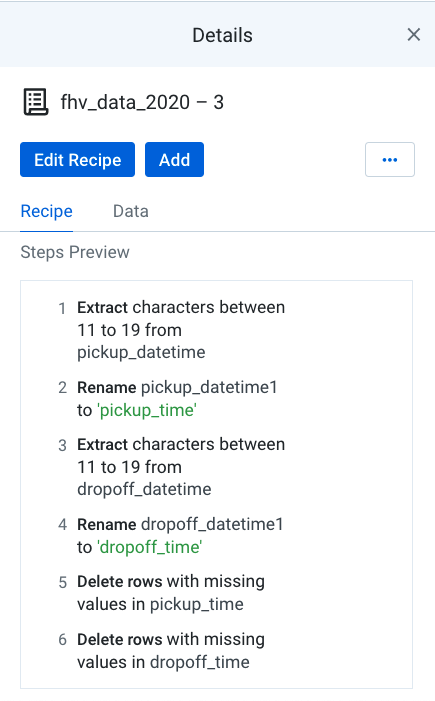 Details
fhv_data_2020 – 3
Edit Recipe
Add
Recipe
Data
Steps Preview
1 Extract characters between
11 to 19 from
pickup_datetime
2 Rename pickup_datetime1
to 'pickup_time'
3 Extract characters between
11 to 19 from
dropoff_datetime
4 Rename dropoff_datetime1
to 'dropoff_time'
5 Delete rows with missing
values in pickup_time
6 Delete rows with missing
values in dropoff_time